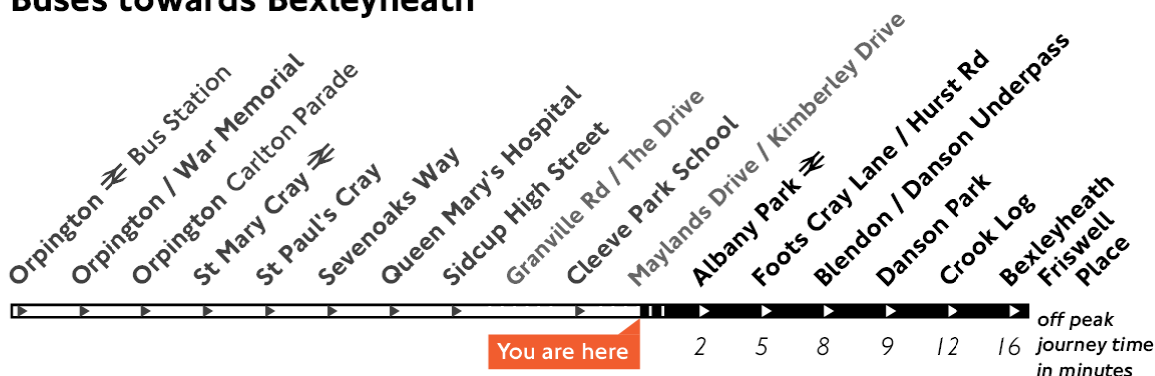 Buses towards Bexleyheath
Orpington Bus Station
Orpington / War Memorial
Orpington Carlton Parade
St Mary Cray
St Paul's Cray
Sevenoaks Way
Queen Mary's Hospital
Sidcup High Street
Granville Rd / The Drive
Cleeve Park School
Maylands Drive / Kimberley Drive
Albany Park
Foots Cray Lane / Hurst Rd
Blendon / Danson Underpass
Danson Park
Crook Log
Bexleyheath
Friswell
Place
You are here
2 5 8 9 12 16
off peak
journey time
in minutes